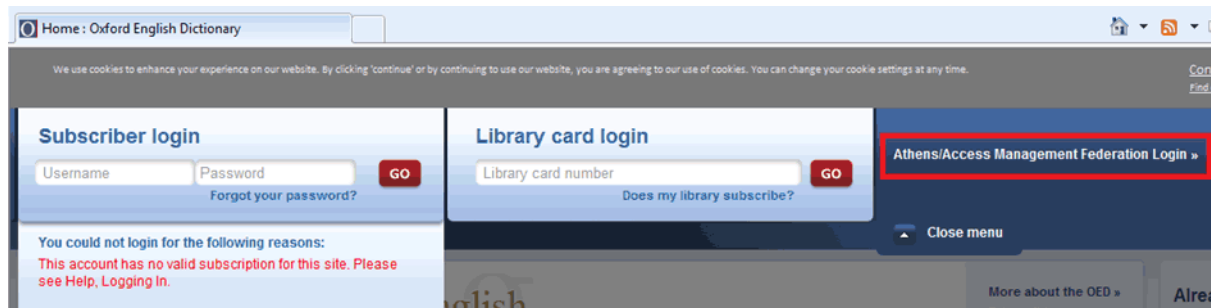 Home : Oxford English Dictionary
We use cookies to enhance your experience on our website. By clicking 'continue' or by continuing to use our website, you are agreeing to our use of cookies. You can change your cookie settings at any time.
Find
Subscriber login
Username Password GO
Forgot your password?
You could not login for the following reasons:
This account has no valid subscription for this site. Please
see Help, Logging In.
Library card login
Library card number GO
Does my library subscribe?
Athens/Access Management Federation Login »
Close menu
glish
More about the OED »